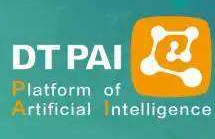 DT PAI
Platform of
Artificial Intelligence